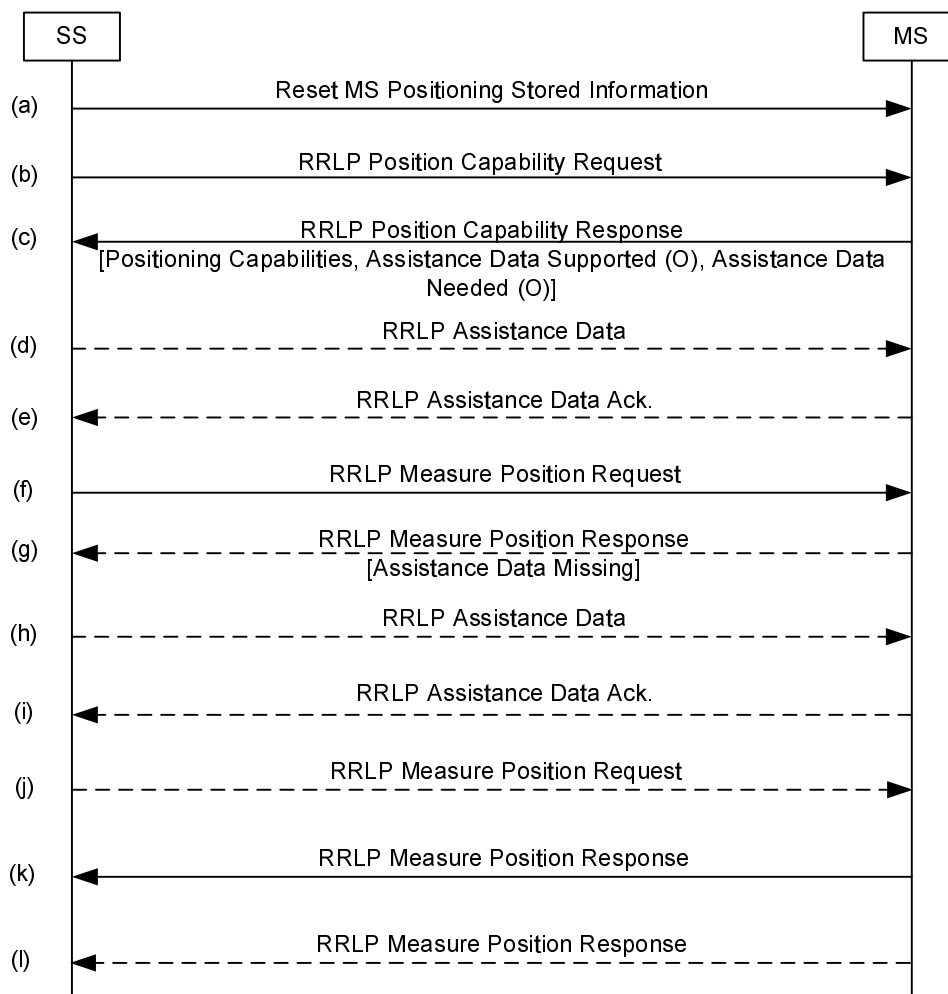 SS
MS
(a)
Reset MS Positioning Stored Information
(b)
RRLP Position Capability Request
(c)
RRLP Position Capability Response
[Positioning Capabilities, Assistance Data Supported (O), Assistance Data
Needed (O)]
(d)
RRLP Assistance Data
(e)
RRLP Assistance Data Ack.
(f)
RRLP Measure Position Request
(g)
RRLP Measure Position Response
[Assistance Data Missing]
(h)
RRLP Assistance Data
(i)
RRLP Assistance Data Ack.
(j)
RRLP Measure Position Request
(k)
RRLP Measure Position Response
(l)
RRLP Measure Position Response